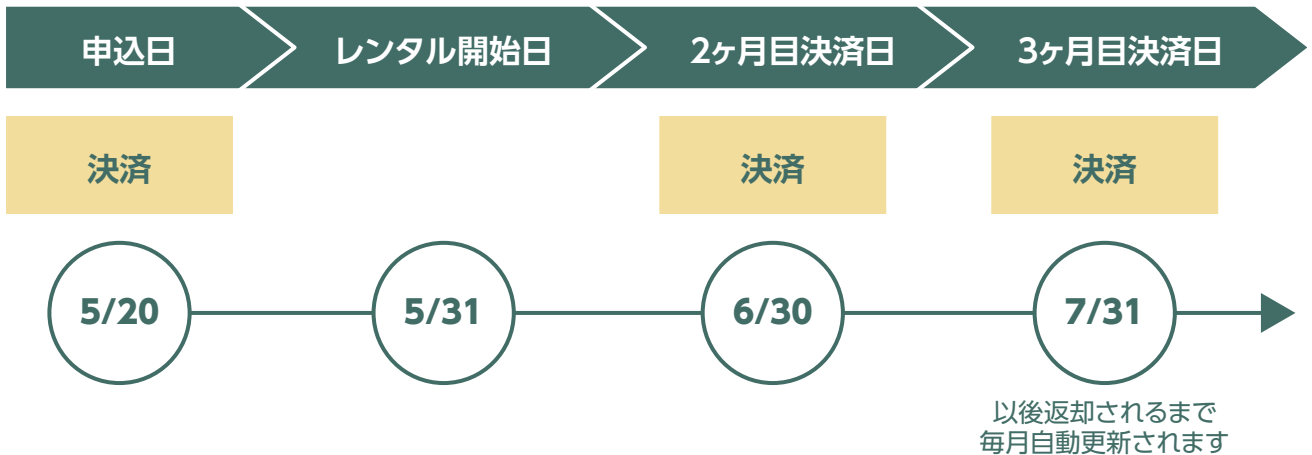 申込日
レンタル開始日
2ヶ月目決済日
3ヶ月目決済日
決済
決済
決済
5/20
5/31
6/30
7/31
以後返却されるまで
毎月自動更新されます